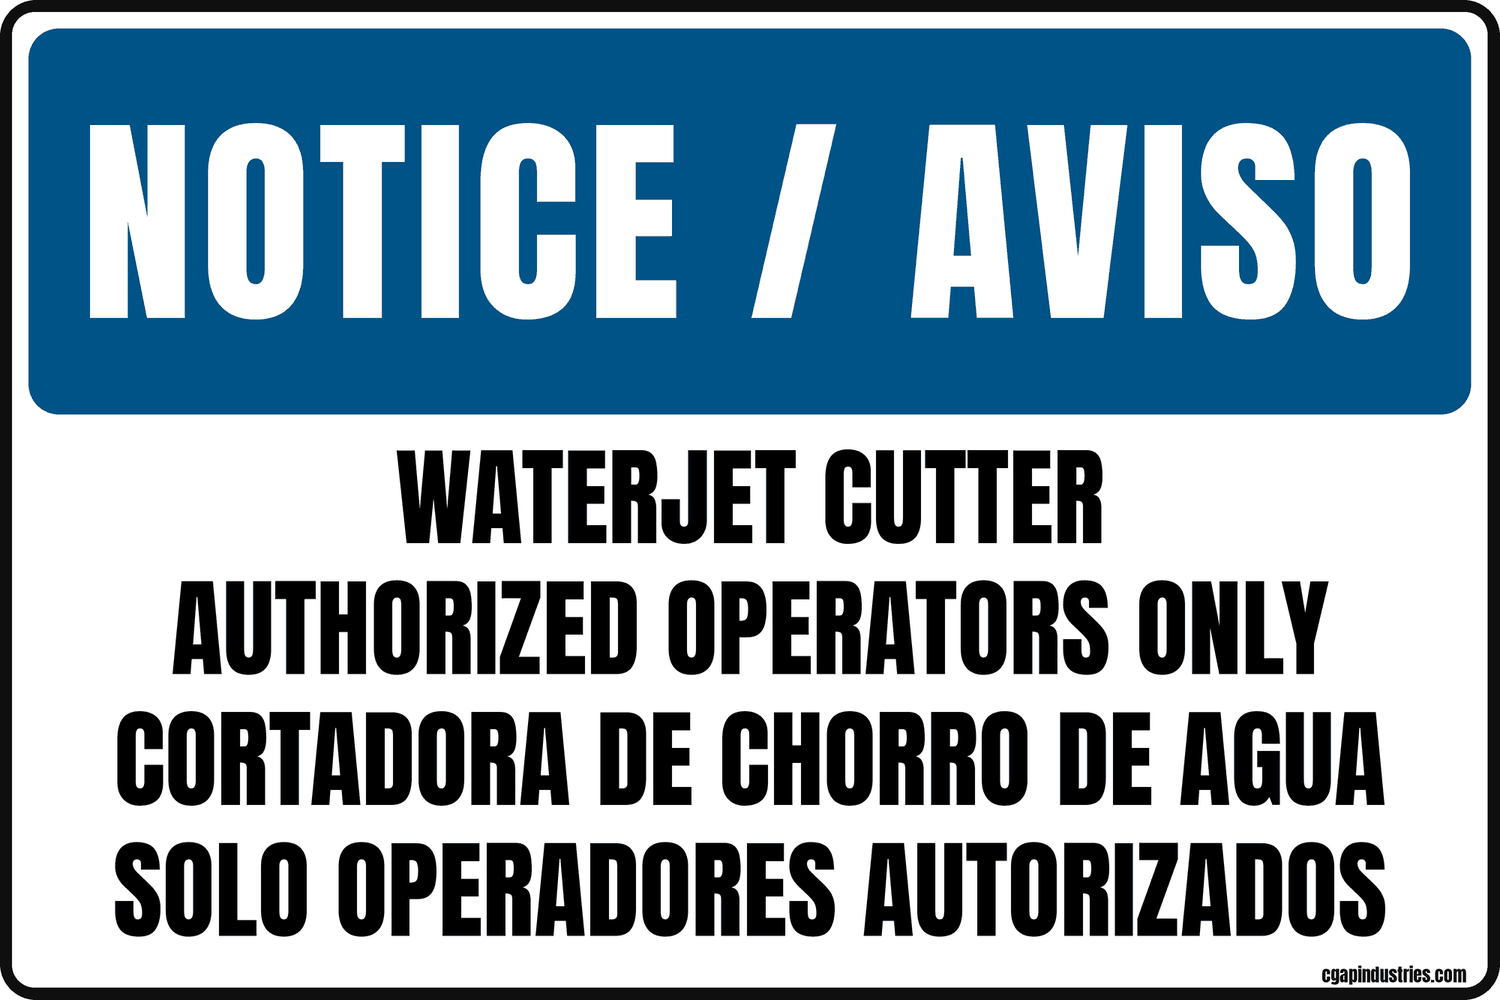 NOTICE / AVISO
WATERJET CUTTER
AUTHORIZED OPERATORS ONLY
CORTADORA DE CHORRO DE AGUA
SOLO OPERADORES AUTORIZADOS
cgapindustries.com